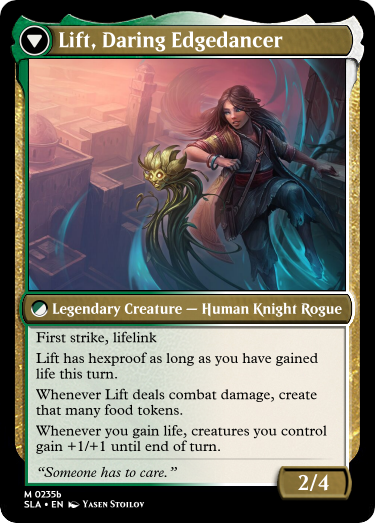 Lift, Daring Edgedancer
Legendary Creature — Human Knight Rogue
First strike, lifelink
Lift has hexproof as long as you have gained
life this turn.
Whenever Lift deals combat damage, create
that many food tokens.
Whenever you gain life, creatures you control
gain +1/+1 until end of turn.
“Someone has to care.”
2/4
M 0235b
SLA • EN Yasen Stoilov